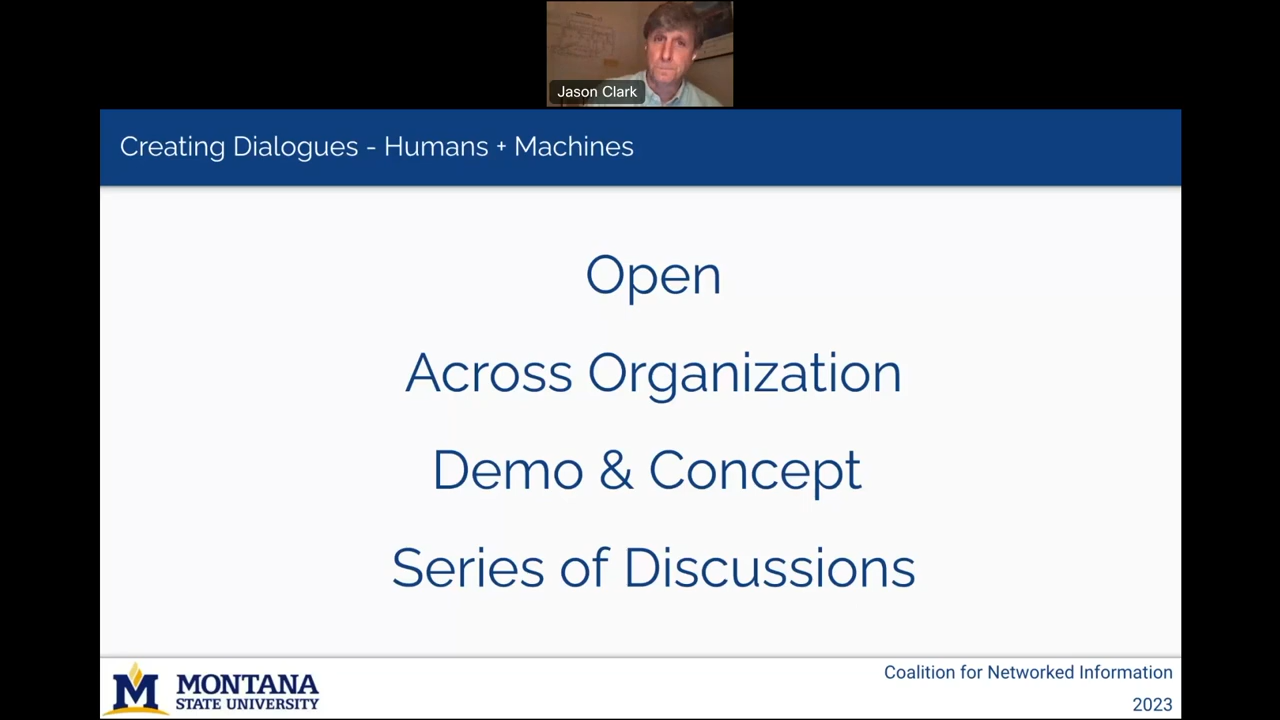 Jason Clark
Creating Dialogues - Humans + Machines
Open
Across Organization
Demo & Concept
Series of Discussions
M MONTANA
STATE UNIVERSITY
Coalition for Networked Information
2023